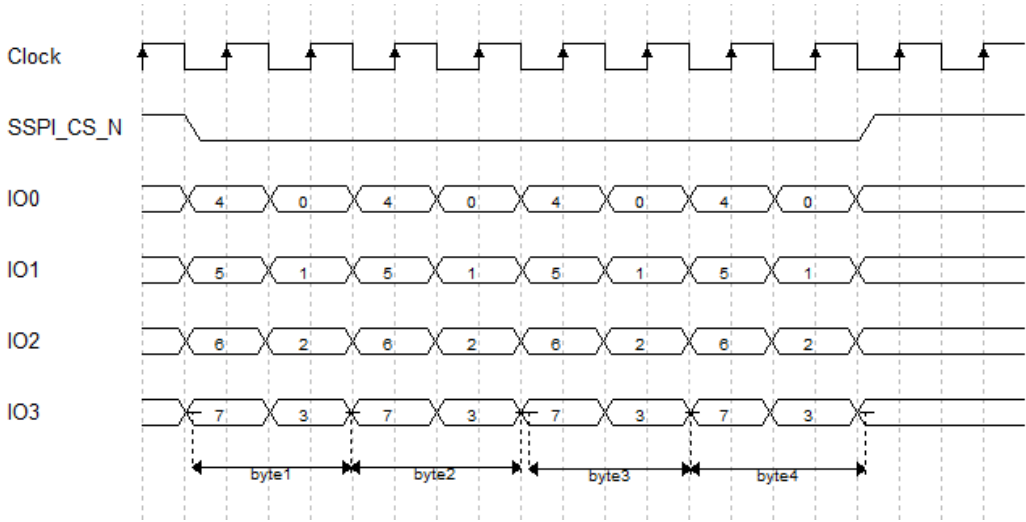 Clock
SSPI_CS_N
IO0 4 0 4 0 4 0 4 0
IO1 5 1 5 1 5 1 5 1
IO2 6 2 6 2 6 2 6 2
IO3 7 3 7 3 7 3 7 3
byte1 byte2 byte3 byte4